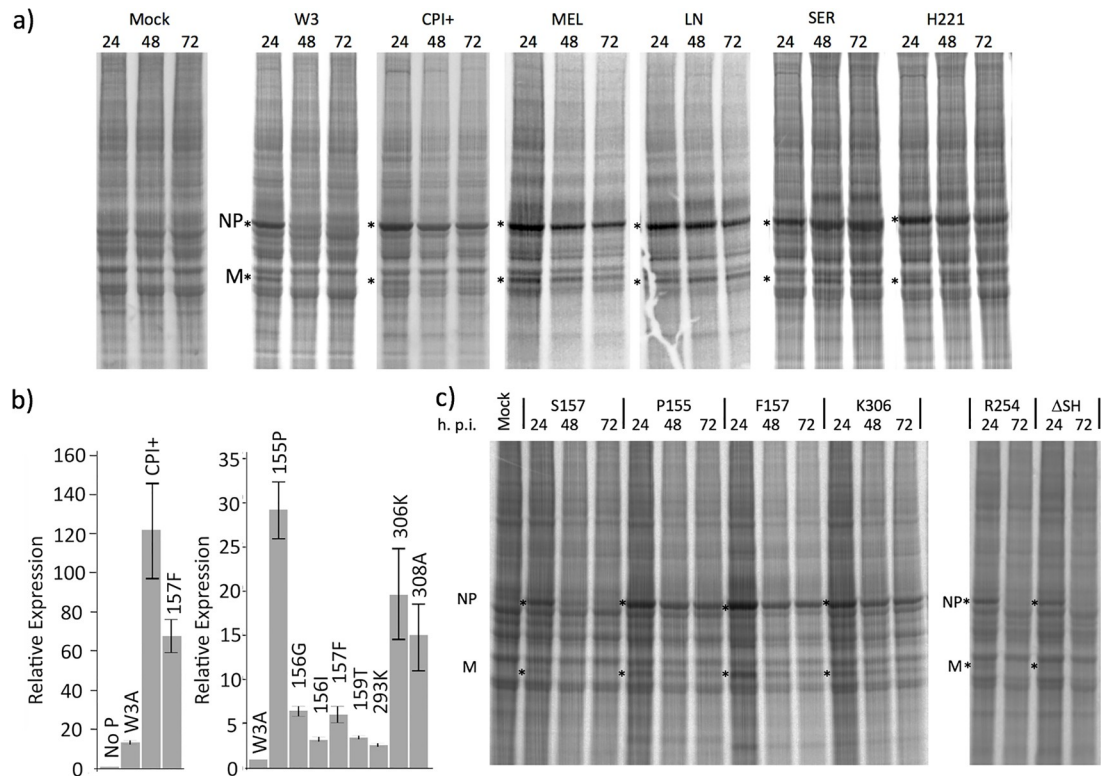 a)
Mock W3 CPI+ MEL LN SER H221
24 48 72 24 48 72 24 48 72 24 48 72 24 48 72 24 48 72 24 48 72
NP* * * * * *
M* * * * * *
b)
Relative Expression
160
140
120
100
80
60
40
20
0
No P
W3A
CPI+
157F
Relative Expression
35
30
25
20
15
10
5
0
W3A
155P
156G
156I
157F
159T
293K
306K
308A
c)
Mock S157 P155 F157 K306 R254 ΔSH
h. p.i. 24 48 72 24 48 72 24 48 72 24 48 72 24 72 24 72
NP * * * * NP* *
M * * * * M* *